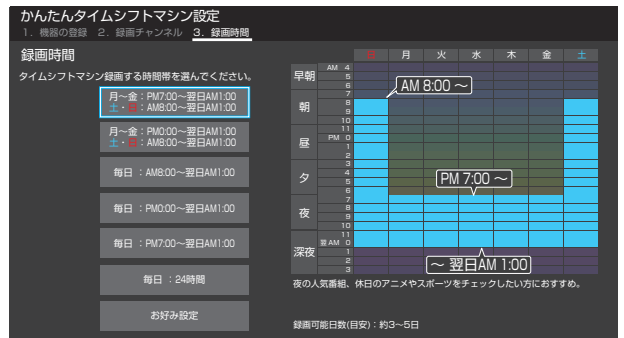 かんたんタイムシフトマシン設定
1. 機器の登録 2. 録画チャンネル 3. 録画時間
録画時間
タイムシフトマシン録画する時間帯を選んでください。
月~金:PM7:00~翌日AM1:00
土・日:AM8:00~翌日AM1:00
月~金:PM0:00~翌日AM1:00
土・日:AM8:00~翌日AM1:00
毎日 :AM8:00~翌日AM1:00
毎日 :PM0:00~翌日AM1:00
毎日 :PM7:00~翌日AM1:00
毎日 :24時間
お好み設定
日 月 火 水 木 金 土
早朝 AM 4
5
6
朝 7
8
9
10
昼 11
PM 0
1
2
夕 3
4
5
6
夜 7
8
9
10
深夜 11
翌AM 0
1
2
3
AM 8:00 ~
PM 7:00 ~
~ 翌日AM 1:00
夜の人気番組、休日のアニメやスポーツをチェックしたい方におすすめ。
録画可能日数(目安):約3~5日